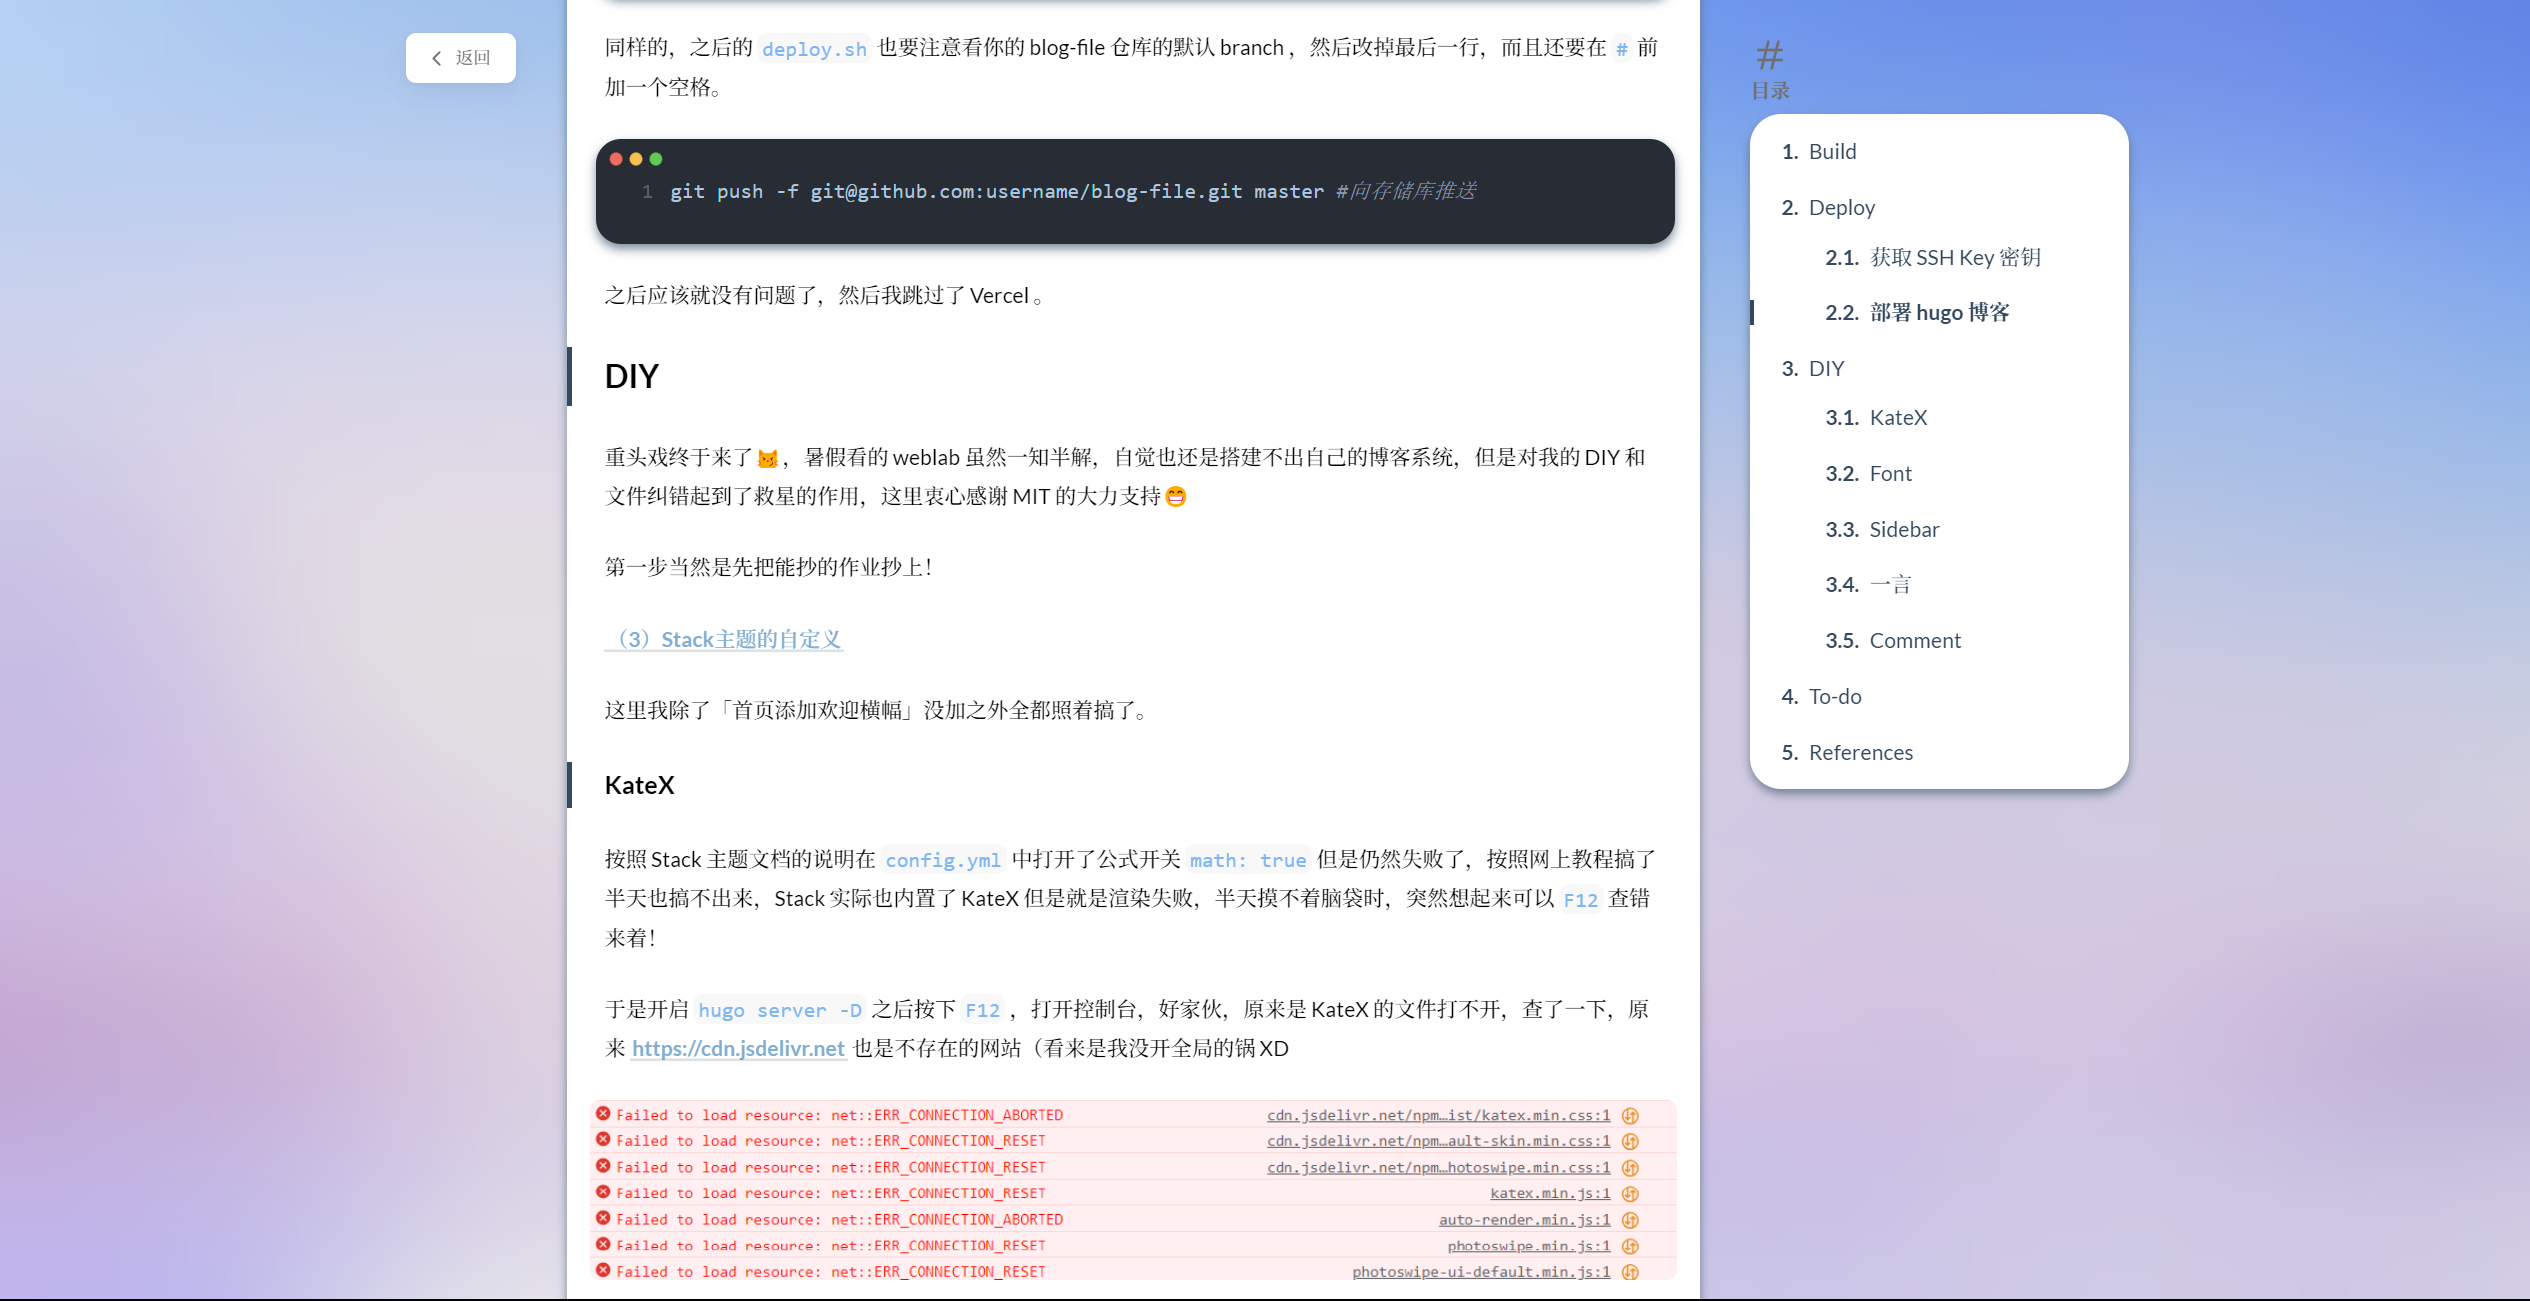 返回
同样的，之后的 deploy.sh 也要注意看你的 blog-file 仓库的默认 branch ，然后改掉最后一行，而且还要在 # 前
加一个空格。
1 git push -f git@github.com:username/blog-file.git master #向存储库推送
之后应该就没有问题了，然后我跳过了 Vercel 。
DIY
重头戏终于来了😼，暑假看的 weblab 虽然一知半解，自觉也还是搭建不出自己的博客系统，但是对我的 DIY 和
文件纠错起到了救星的作用，这里衷心感谢 MIT 的大力支持😁
第一步当然是先把能抄的作业抄上！
（3）Stack主题的自定义
这里我除了「首页添加欢迎横幅」没加之外全都照着搞了。
KateX
按照 Stack 主题文档的说明在 config.yml 中打开了公式开关 math: true 但是仍然失败了，按照网上教程搞了
半天也搞不出来，Stack 实际也内置了 KateX 但是就是渲染失败，半天摸不着脑袋时，突然想起来可以 F12 查错
来着！
于是开启 hugo server -D 之后按下 F12 ，打开控制台，好家伙，原来是 KateX 的文件打不开，查了一下，原
来 https://cdn.jsdelivr.net 也是不存在的网站（看来是我没开全局的锅 XD
Failed to load resource: net::ERR_CONNECTION_ABORTED cdn.jsdelivr.net/npm…ist/katex.min.css:1
Failed to load resource: net::ERR_CONNECTION_RESET cdn.jsdelivr.net/npm…ault-skin.min.css:1
Failed to load resource: net::ERR_CONNECTION_RESET cdn.jsdelivr.net/npm…hotoswipe.min.css:1
Failed to load resource: net::ERR_CONNECTION_RESET katex.min.js:1
Failed to load resource: net::ERR_CONNECTION_ABORTED auto-render.min.js:1
Failed to load resource: net::ERR_CONNECTION_RESET photoswipe.min.js:1
Failed to load resource: net::ERR_CONNECTION_RESET photoswipe-ui-default.min.js:1
#
目录
1. Build
2. Deploy
2.1. 获取 SSH Key 密钥
2.2. 部署 hugo 博客
3. DIY
3.1. KateX
3.2. Font
3.3. Sidebar
3.4. 一言
3.5. Comment
4. To-do
5. References